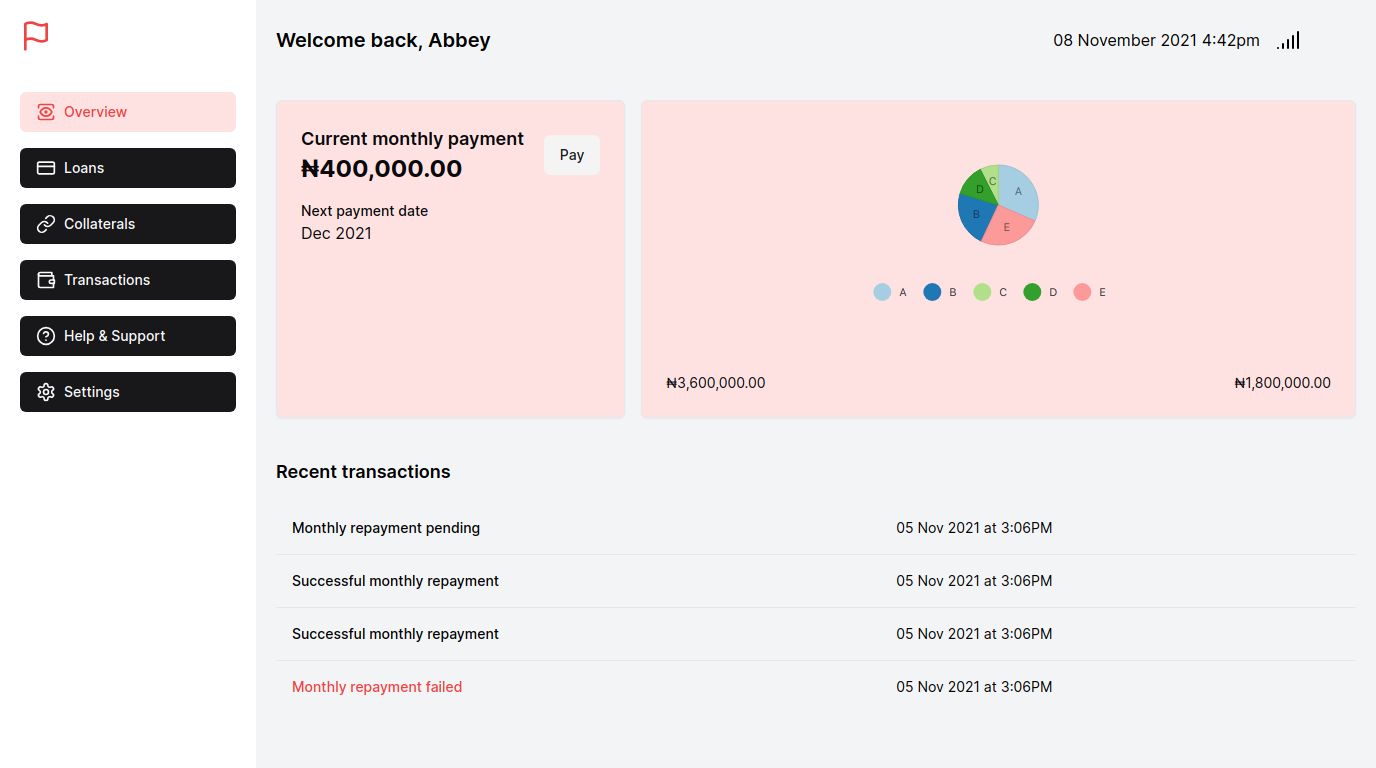 Welcome back, Abbey
08 November 2021 4:42pm
Overview
Loans
Collaterals
Transactions
Help & Support
Settings
Current monthly payment
₦400,000.00
Pay
Next payment date
Dec 2021
A
B
C
D
E
A
B
C
D
E
₦3,600,000.00
₦1,800,000.00
Recent transactions
Monthly repayment pending 05 Nov 2021 at 3:06PM
Successful monthly repayment 05 Nov 2021 at 3:06PM
Successful monthly repayment 05 Nov 2021 at 3:06PM
Monthly repayment failed 05 Nov 2021 at 3:06PM